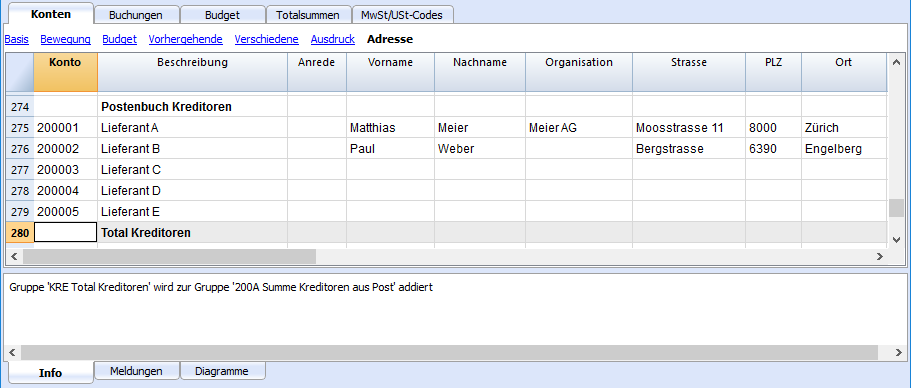 Konten Buchungen Budget Totalsummen MwSt/USt-Codes
Basis Bewegung Budget Vorhergehende Verschiedene Ausdruck Adresse
Konto Beschreibung Anrede Vorname Nachname Organisation Strasse PLZ Ort
274 Postenbuch Kreditoren
275 200001 Lieferant A Matthias Meier Meier AG Moosstrasse 11 8000 Zürich
276 200002 Lieferant B Paul Weber Bergstrasse 6390 Engelberg
277 200003 Lieferant C
278 200004 Lieferant D
279 200005 Lieferant E
280 Total Kreditoren
Gruppe 'KRE Total Kreditoren' wird zur Gruppe '200A Summe Kreditoren aus Post' addiert
Info Meldungen Diagramme